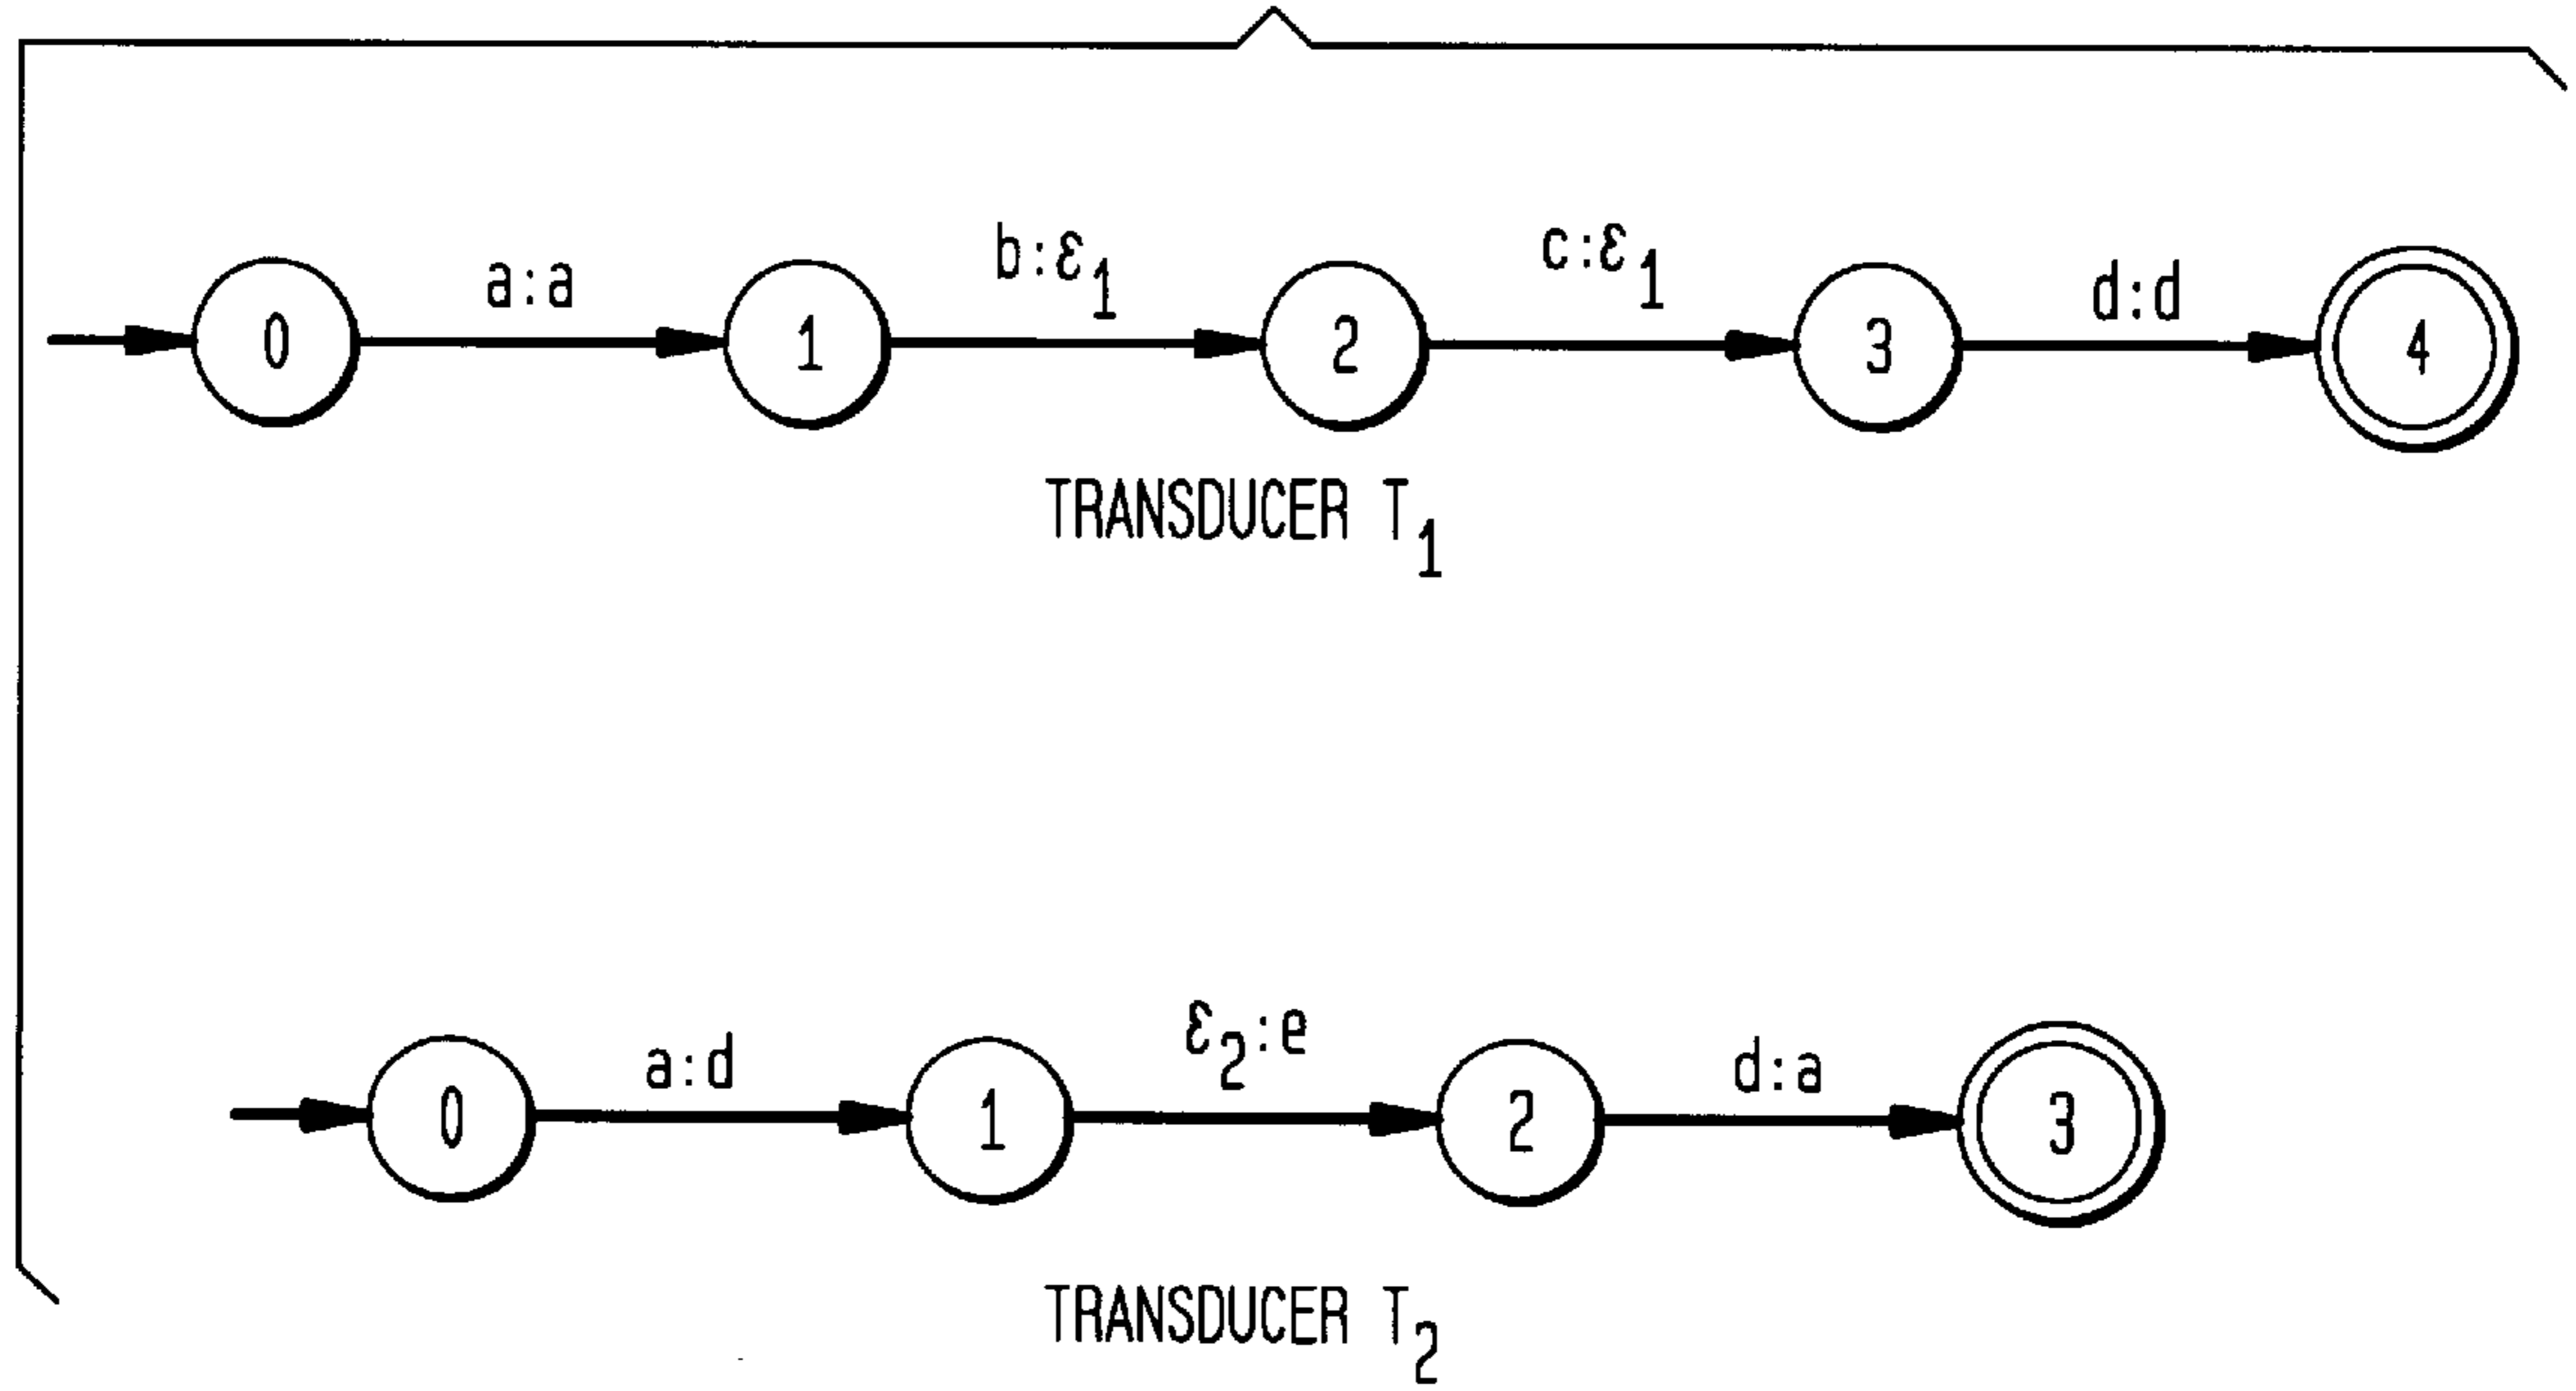 a:a b:ε₁ c:ε₁ d:d
0 1 2 3 4
TRANSDUCER T₁
a:d ε₂:e d:a
0 1 2 3
TRANSDUCER T₂